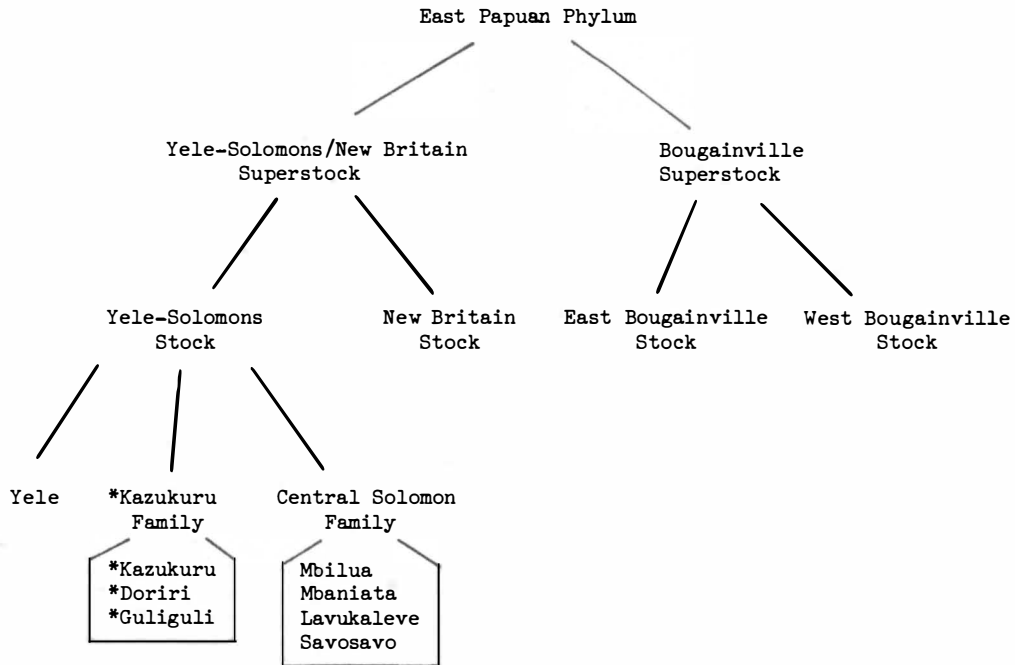 East Papuan Phylum
Yele-Solomons/New Britain
Superstock
Bougainville
Superstock
Yele-Solomons
Stock
New Britain
Stock
East Bougainville
Stock
West Bougainville
Stock
Yele
*Kazukuru
Family
Central Solomon
Family
*Kazukuru
*Doriri
*Guliguli
Mbilua
Mbaniata
Lavukaleve
Savosavo